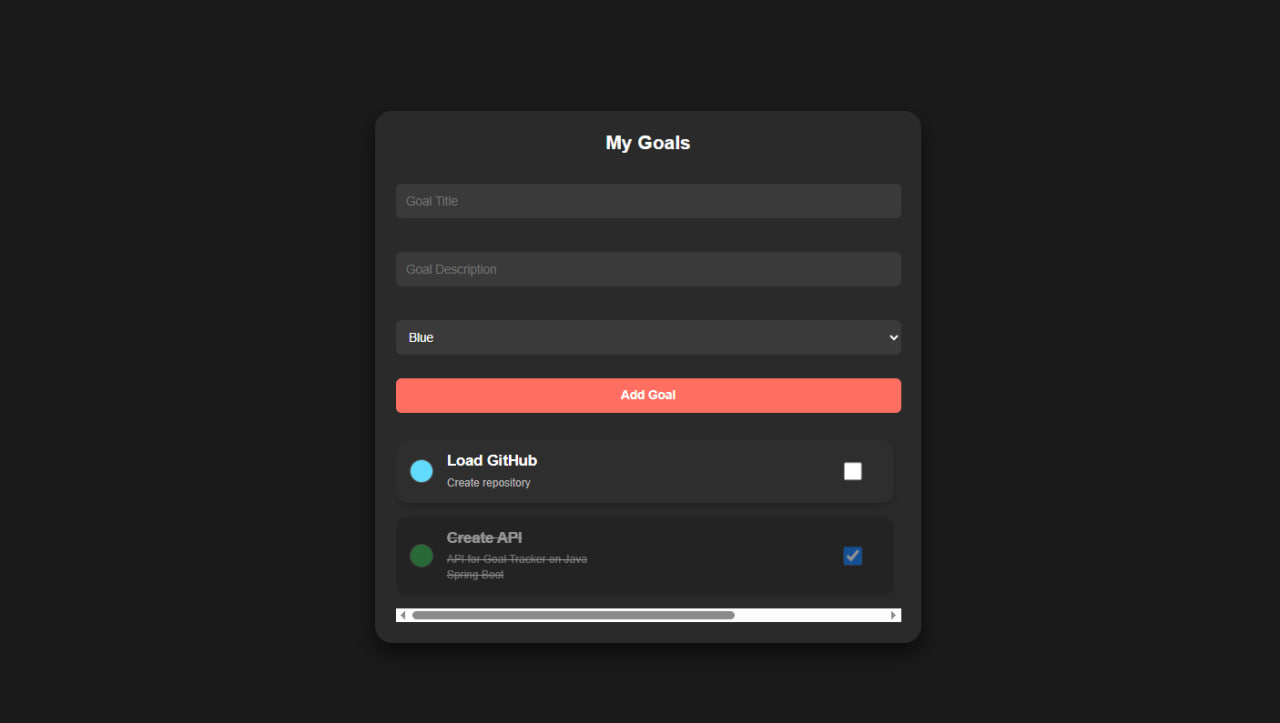 My Goals
Goal Title
Goal Description
Blue
Add Goal
Load GitHub
Create repository
Create API
API for Goal Tracker on Java
Spring Boot